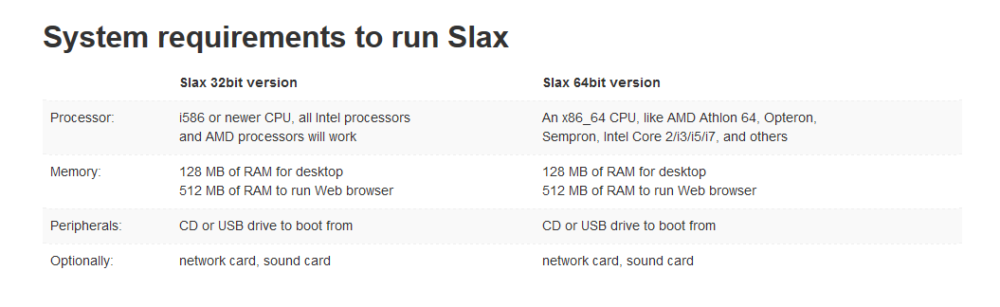 System requirements to run Slax
Slax 32bit version Slax 64bit version
Processor: i586 or newer CPU, all Intel processors An x86_64 CPU, like AMD Athlon 64, Opteron,
and AMD processors will work Sempron, Intel Core 2/i3/i5/i7, and others
Memory: 128 MB of RAM for desktop 128 MB of RAM for desktop
512 MB of RAM to run Web browser 512 MB of RAM to run Web browser
Peripherals: CD or USB drive to boot from CD or USB drive to boot from
Optionally: network card, sound card network card, sound card